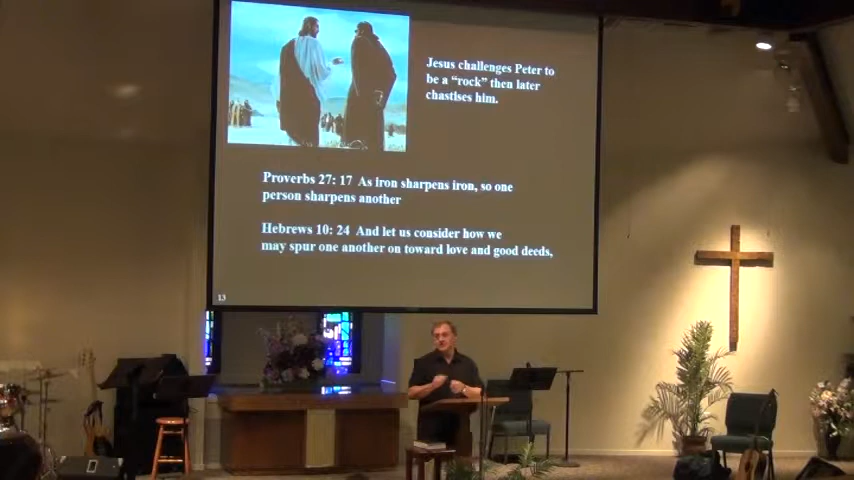 Jesus challenges Peter to
be a “rock” then later
chastises him.
Proverbs 27: 17 As iron sharpens iron, so one
person sharpens another
Hebrews 10: 24 And let us consider how we
may spur one another on toward love and good deeds,
13